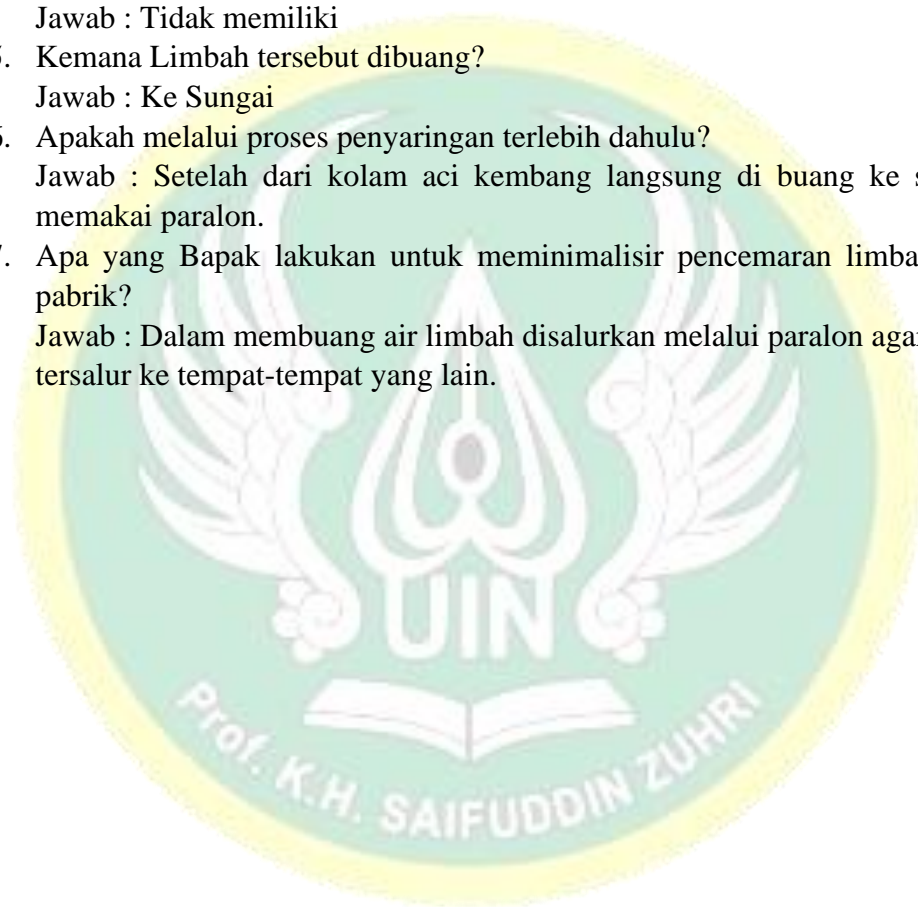 Jawab : Tidak memiliki
Kemana Limbah tersebut dibuang?
Jawab : Ke Sungai
Apakah melalui proses penyaringan terlebih dahulu?
Jawab : Setelah dari kolam aci kembang langsung di buang ke
memakai paralon.
7. Apa yang Bapak lakukan untuk meminimalisir pencemaran
pabrik?
Jawab : Dalam membuang air limbah disalurkan melalui paralon
tersalur ke tempat-tempat yang lain.
UIN
Prof. K.H. SAIFUDDIN ZUHRI